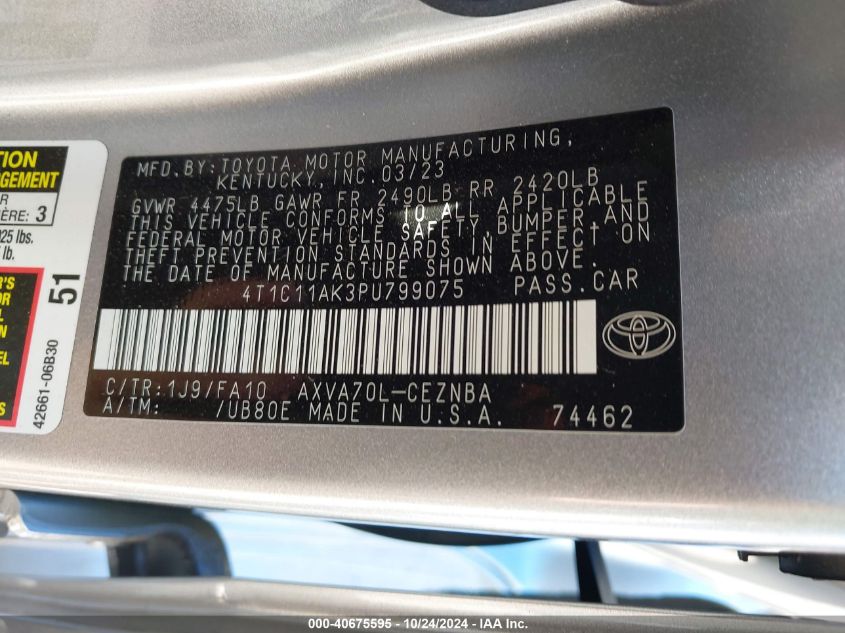 MFD.BY:TOYOTA MOTOR MANUFACTURING,
KENTUCKY,INC.03/23
GVWR 4475LB GAWR FR 2490LB RR 2420LB
THIS VEHICLE CONFORMS TO ALL APPLICABLE
FEDERAL MOTOR VEHICLE SAFETY,BUMPER,AND
THEFT PREVENTION STANDARDS IN EFFECT ON
THE DATE OF MANUFACTURE SHOWN ABOVE.
4T1C11AK3PU799075 PASS.CAR
C/TR:1J9/FA10 AXVA70L-CEZNBA
A/TM: /UB80E MADE IN U.S.A. 74462
51
42661-06B30
000-40675595 - 10/24/2024 - IAA Inc.